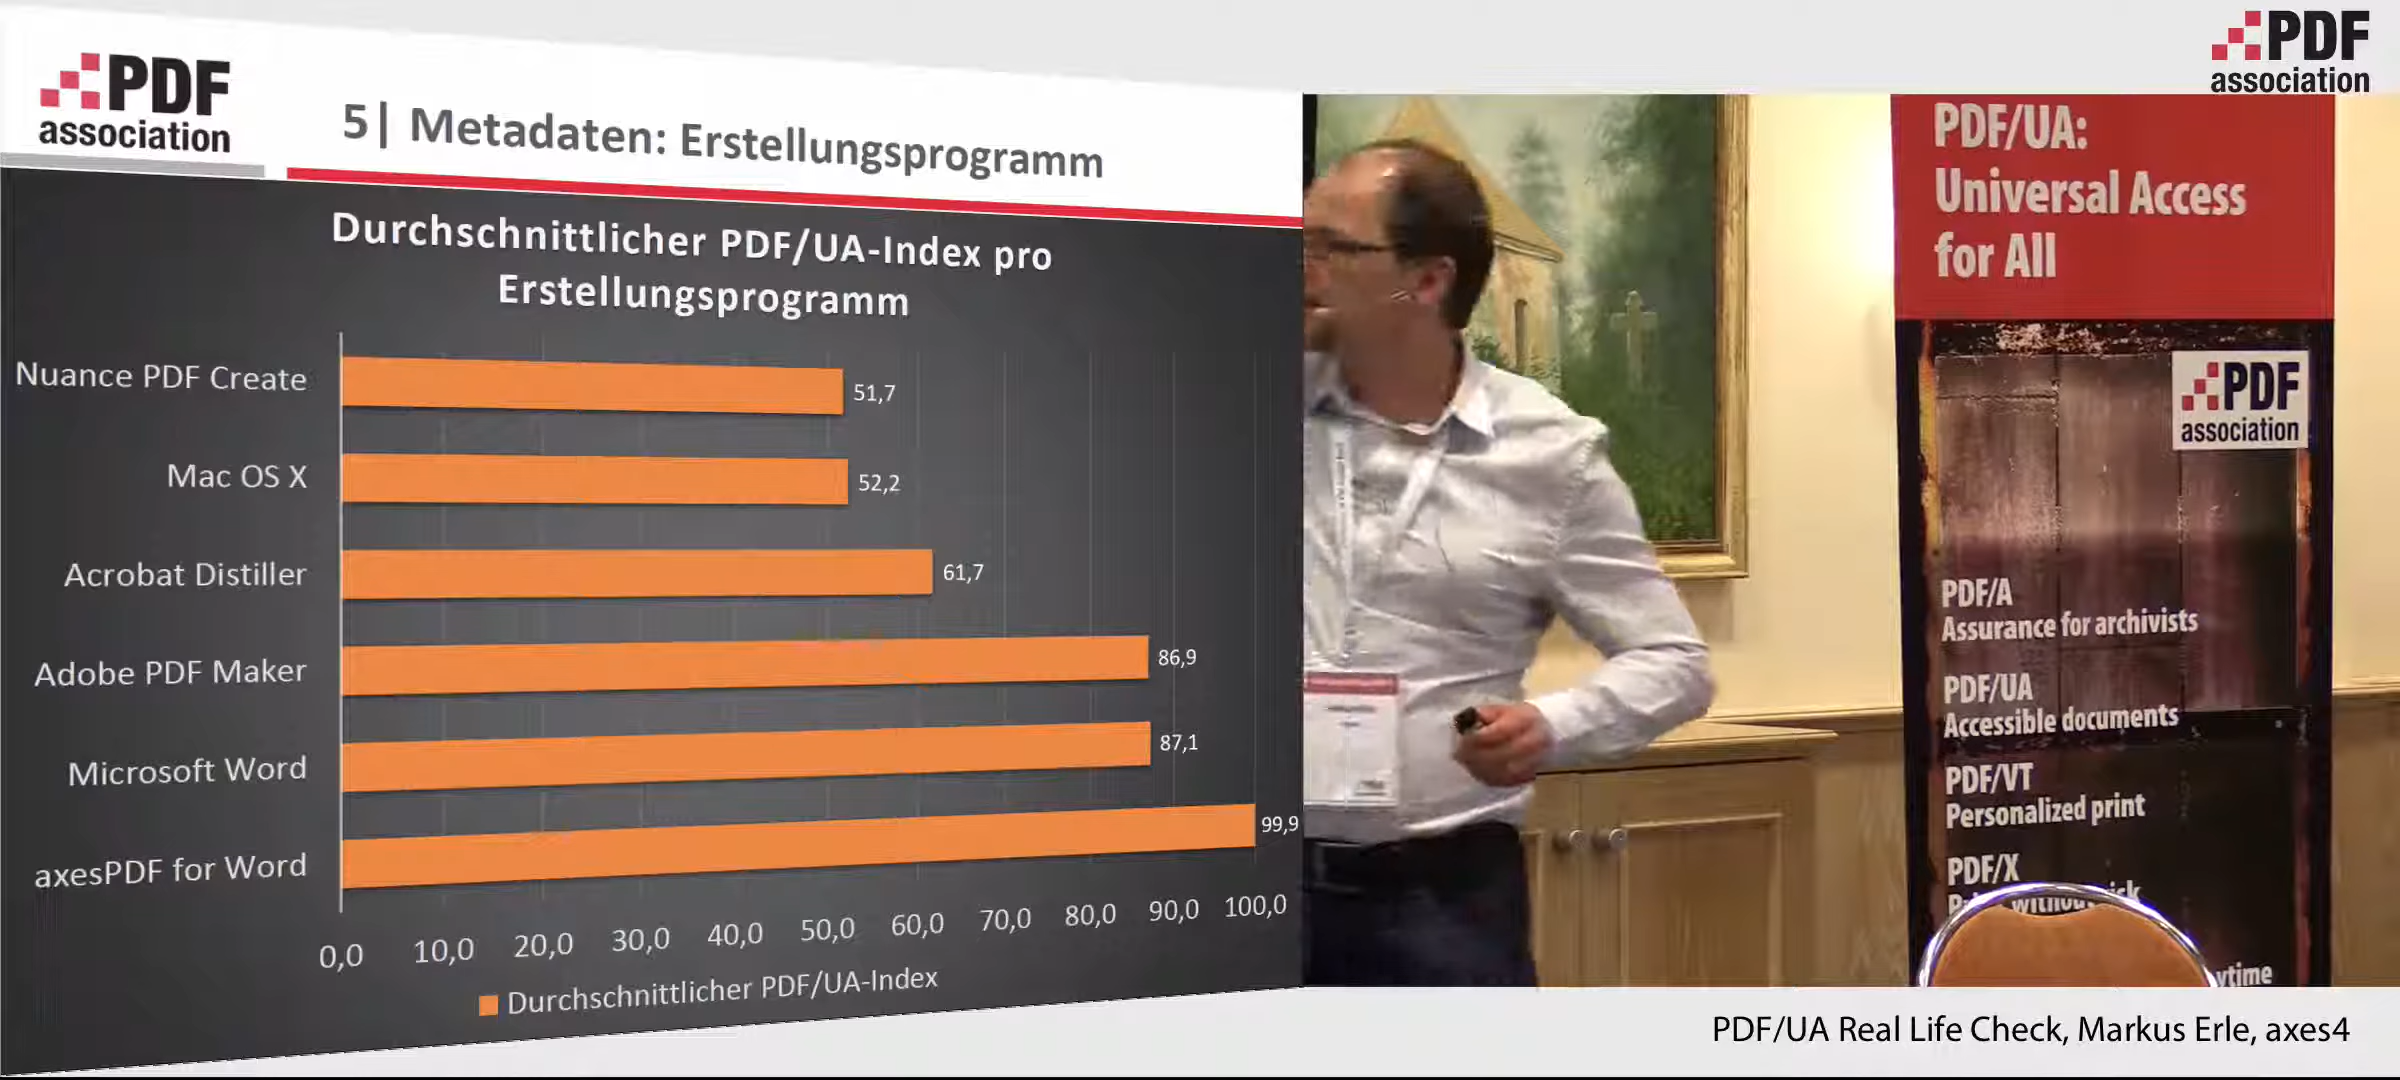 PDF
association
5| Metadaten: Erstellungsprogramm
Durchschnittlicher PDF/UA-Index pro
Erstellungsprogramm
Nuance PDF Create
51,7
Mac OS X
52,2
Acrobat Distiller
61,7
Adobe PDF Maker
86,9
Microsoft Word
87,1
axesPDF for Word
99,9
0,0 10,0 20,0 30,0 40,0 50,0 60,0 70,0 80,0 90,0 100,0
Durchschnittlicher PDF/UA-Index
PDF
association
PDF/UA:
Universal Access
for All
PDF
association
PDF/A
Assurance for archivists
PDF/UA
Accessible documents
PDF/VT
Personalized print
PDF/X
PDF/UA Real Life Check, Markus Erle, axes4